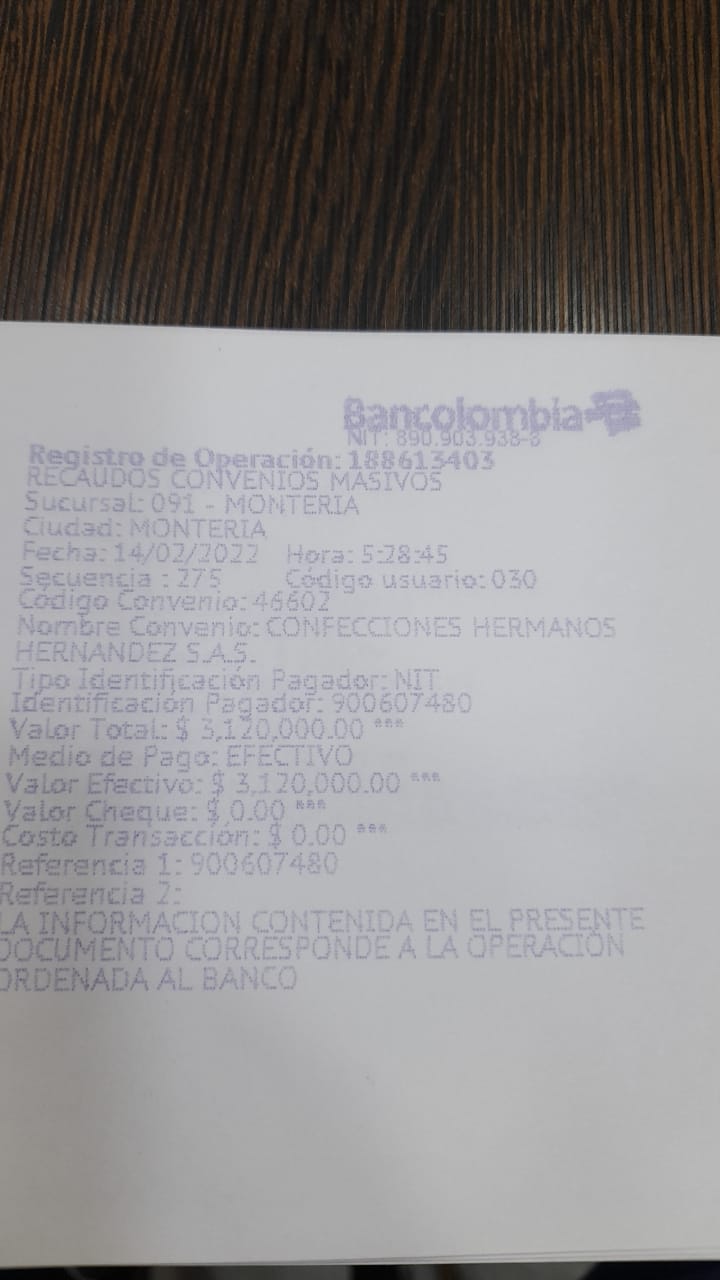 Bancolombia
NIT: 890.903.938-8
Registro de Operación: 188613403
RECAUDOS CONVENIOS MASIVOS
Sucursal: 091 - MONTERIA
Ciudad: MONTERIA
Fecha: 14/02/2022 Hora: 5:28:45
Secuencia : 275 Código usuario: 030
Código Convenio: 46602
Nombre Convenio: CONFECCIONES HERMANOS
HERNANDEZ S.A.S.
Tipo Identificación Pagador: NIT
Identificación Pagador: 900607480
Valor Total: $ 3,120,000.00 ***
Medio de Pago: EFECTIVO
Valor Efectivo: $ 3,120,000.00 ***
Valor Cheque: $ 0.00 ***
Costo Transacción: $ 0.00 ***
Referencia 1: 900607480
Referencia 2:
LA INFORMACION CONTENIDA EN EL PRESENTE
DOCUMENTO CORRESPONDE A LA OPERACIÓN
ORDENADA AL BANCO